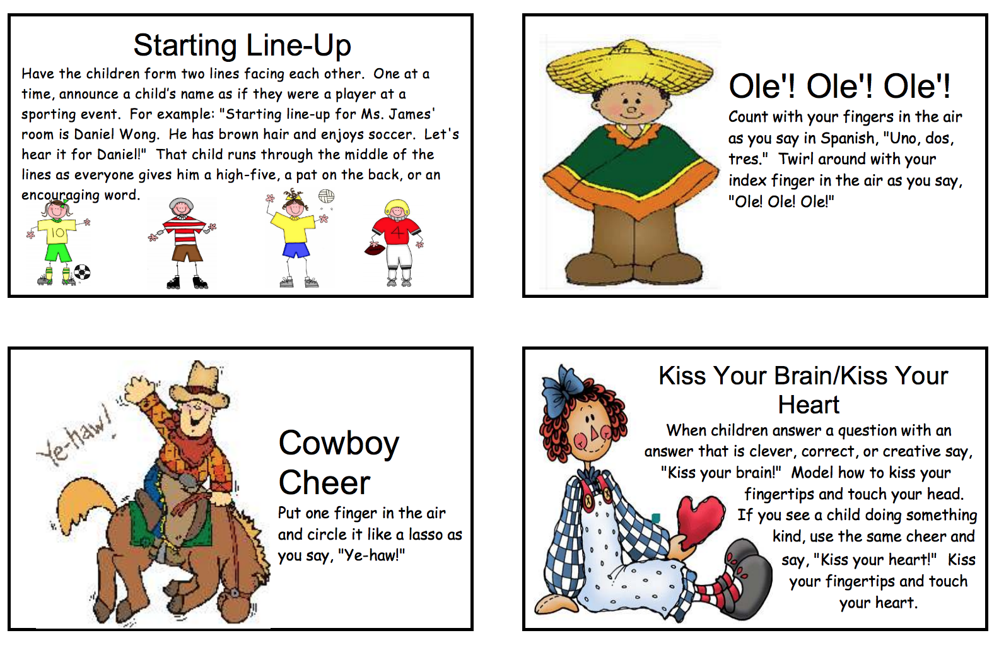 Starting Line-Up
Have the children form two lines facing each other.  One at a
time, announce a child's name as if they were a player at a
sporting event.  For example: "Starting line-up for Ms. James'
room is Daniel Wong.  He has brown hair and enjoys soccer.  Let's
hear it for Daniel!"  That child runs through the middle of the
lines as everyone gives him a high-five, a pat on the back, or an
encouraging word.
10
4
Ole'! Ole'! Ole'!
Count with your fingers in the air
as you say in Spanish, "Uno, dos,
tres."  Twirl around with your
index finger in the air as you say,
"Ole! Ole! Ole!"
Ye-haw!
Cowboy
Cheer
Put one finger in the air
and circle it like a lasso as
you say, "Ye-haw!"
Kiss Your Brain/Kiss Your
Heart
When children answer a question with an
answer that is clever, correct, or creative say,
"Kiss your brain!"  Model how to kiss your
fingertips and touch your head.
If you see a child doing something
kind, use the same cheer and
say, "Kiss your heart!"  Kiss
your fingertips and touch
your heart.